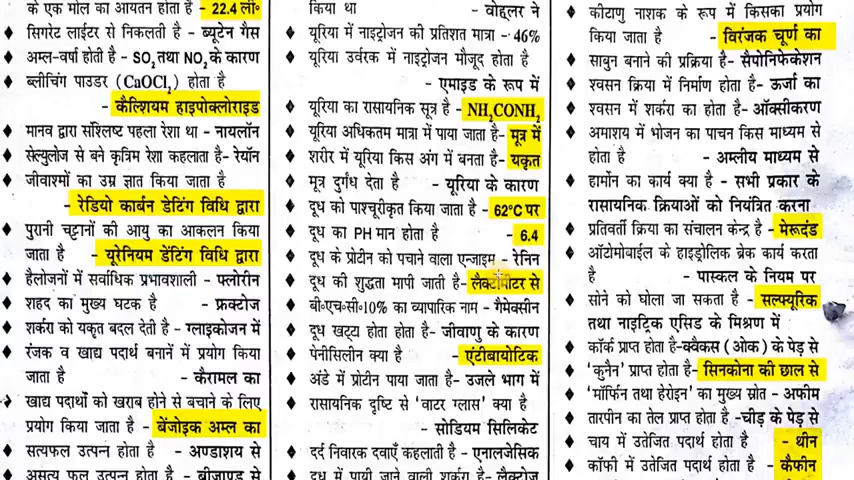 के एक मोल का आयतन होता है - 22.4 ली०
सिगरेट लाईटर से निकलती है - ब्यूटेन गैस
अम्ल-वर्षा होती है - SO₂ तथा NO₂ के कारण
ब्लीचिंग पाउडर (CaOCl₂) होता है
- कैल्शियम हाइपोक्लोराइड
मानव द्वारा संश्लिष्ट पहला रेशा था - नायलॉन
सेल्युलोज से बने कृत्रिम रेशा कहलाता है- रेयॉन
जीवाश्मों का उम्र ज्ञात किया जाता है
- रेडियो कार्बन डेटिंग विधि द्वारा
पुरानी चट्टानों की आयु का आकलन किया
जाता है - यूरेनियम डेंटिंग विधि द्वारा
हैलोजनों में सर्वाधिक प्रभावशाली - फ्लोरीन
शहद का मुख्य घटक है - फ्रक्टोज
शर्करा को यकृत बदल देती है - ग्लाइकोजन में
रंजक व खाद्य पदार्थ बनानें में प्रयोग किया
जाता है - कैरामल का
खाद्य पदार्थों को खराब होने से बचाने के लिए
प्रयोग किया जाता है - बेंजोइक अम्ल का
सत्यफल उत्पन्न होता है - अण्डाशय से
असत्य फल उत्पन्न होता है - बीजाण्ड से
किया था - वोहूलर ने
यूरिया में नाइट्रोजन की प्रतिशत मात्रा - 46%
यूरिया उर्वरक में नाइट्रोजन मौजूद होता है
- एमाइड के रूप में
यूरिया का रासायनिक सूत्र है - NH₂CONH₂
यूरिया अधिकतम मात्रा में पाया जाता है- मूत्र में
शरीर में यूरिया किस अंग में बनता है- यकृत
मूत्र दुर्गंध देता है - यूरिया के कारण
दूध को पाश्चूरीकृत किया जाता है - 62°C पर
दूध का PH मान होता है - 6.4
दूध के प्रोटीन को पचाने वाला एन्जाइम - रेनिन
दूध की शुद्धता मापी जाती है- लैक्टोमीटर से
बी०एच०सी०10% का व्यापारिक नाम - गैमेक्सीन
दूध खट्टा होता होता है- जीवाणु के कारण
पेनीसिलीन क्या है - एंटीबायोटिक
अंडे में प्रोटीन पाया जाता है- उजले भाग में
रासायनिक दृष्टि से 'वाटर ग्लास' क्या है
- सोडियम सिलिकेट
दर्द निवारक दवाएँ कहलाती है - एनालजेसिक
दूध में पायी जाने वाली शर्करा है- लैक्टोज
कीटाणु नाशक के रूप में किसका प्रयोग
किया जाता है - विरंजक चूर्ण का
साबुन बनाने की प्रक्रिया है- सैपोनिफेकेशन
श्वसन क्रिया में निर्माण होता है- ऊर्जा का
श्वसन में शर्करा का होता है - ऑक्सीकरण
अमाशय में भोजन का पाचन किस माध्यम से
होता है - अम्लीय माध्यम से
हार्मोन का कार्य क्या है - सभी प्रकार के
रासायनिक क्रियाओं को नियंत्रित करना
प्रतिवर्ती क्रिया का संचालन केन्द्र है - मेरूदंड
ऑटोमोबाईल के हाइड्रोलिक ब्रेक कार्य करता
है - पास्कल के नियम पर
सोने को घोला जा सकता है - सल्फ्यूरिक
तथा नाइट्रिक एसिड के मिश्रण में
कॉर्क प्राप्त होता है-क्वैकस (ओक) के पेड़ से
'कुनैन' प्राप्त होता है- सिनकोना की छाल से
'मॉर्फिन तथा हेरोइन' का मुख्य स्रोत - अफीम
तारपीन का तेल प्राप्त होता है -चीड़ के पेड़ से
चाय में उतेजित पदार्थ होता है - थीन
कॉफी में उतेजित पदार्थ होता है - कैफीन